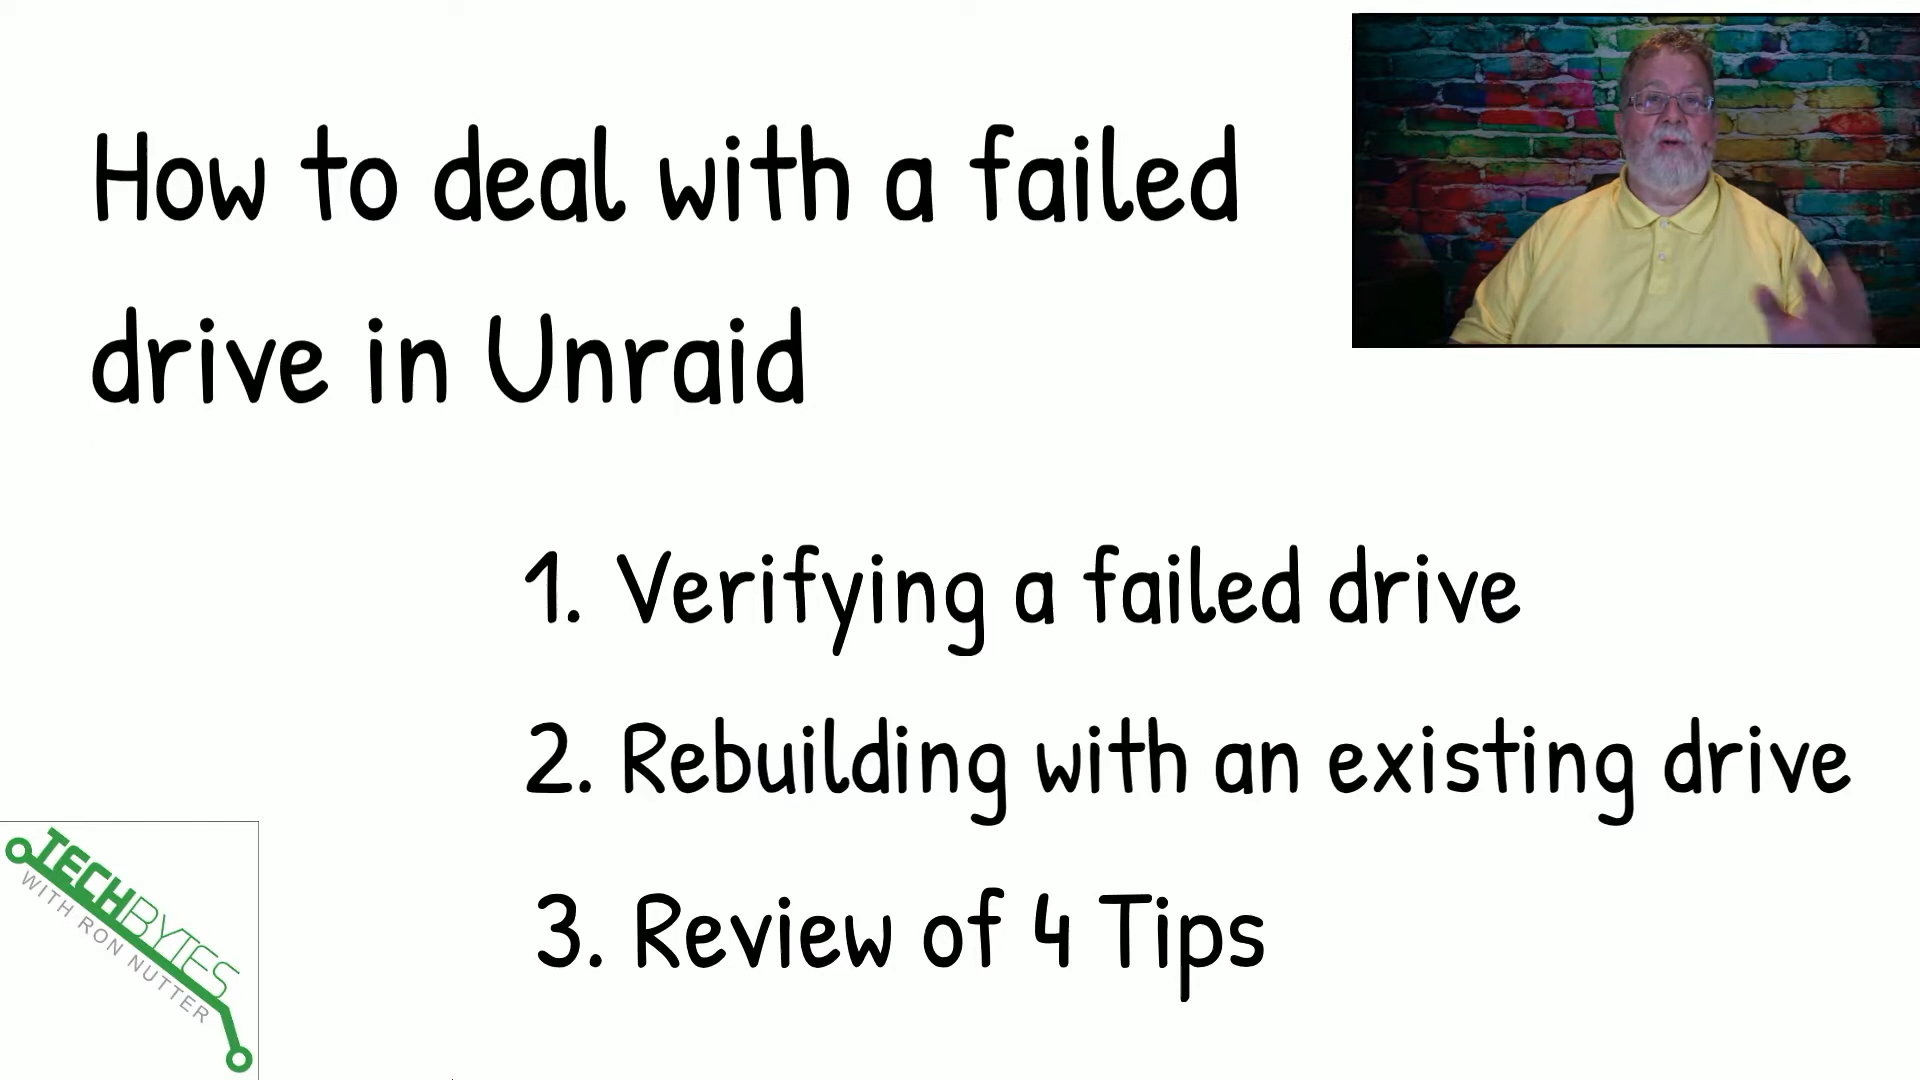 How to deal with a failed
drive in Unraid
1. Verifying a failed drive
2. Rebuilding with an existing drive
3. Review of 4 Tips
TECHBYTES
WITH RON NUTTER